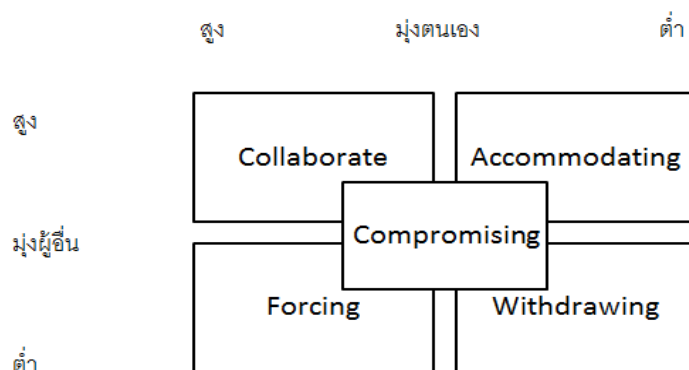 สูง มุ่งตนเอง ต่ำ
สูง
Collaborate Accommodating
มุ่งผู้อื่น
Compromising
Forcing Withdrawing
ต่ำ